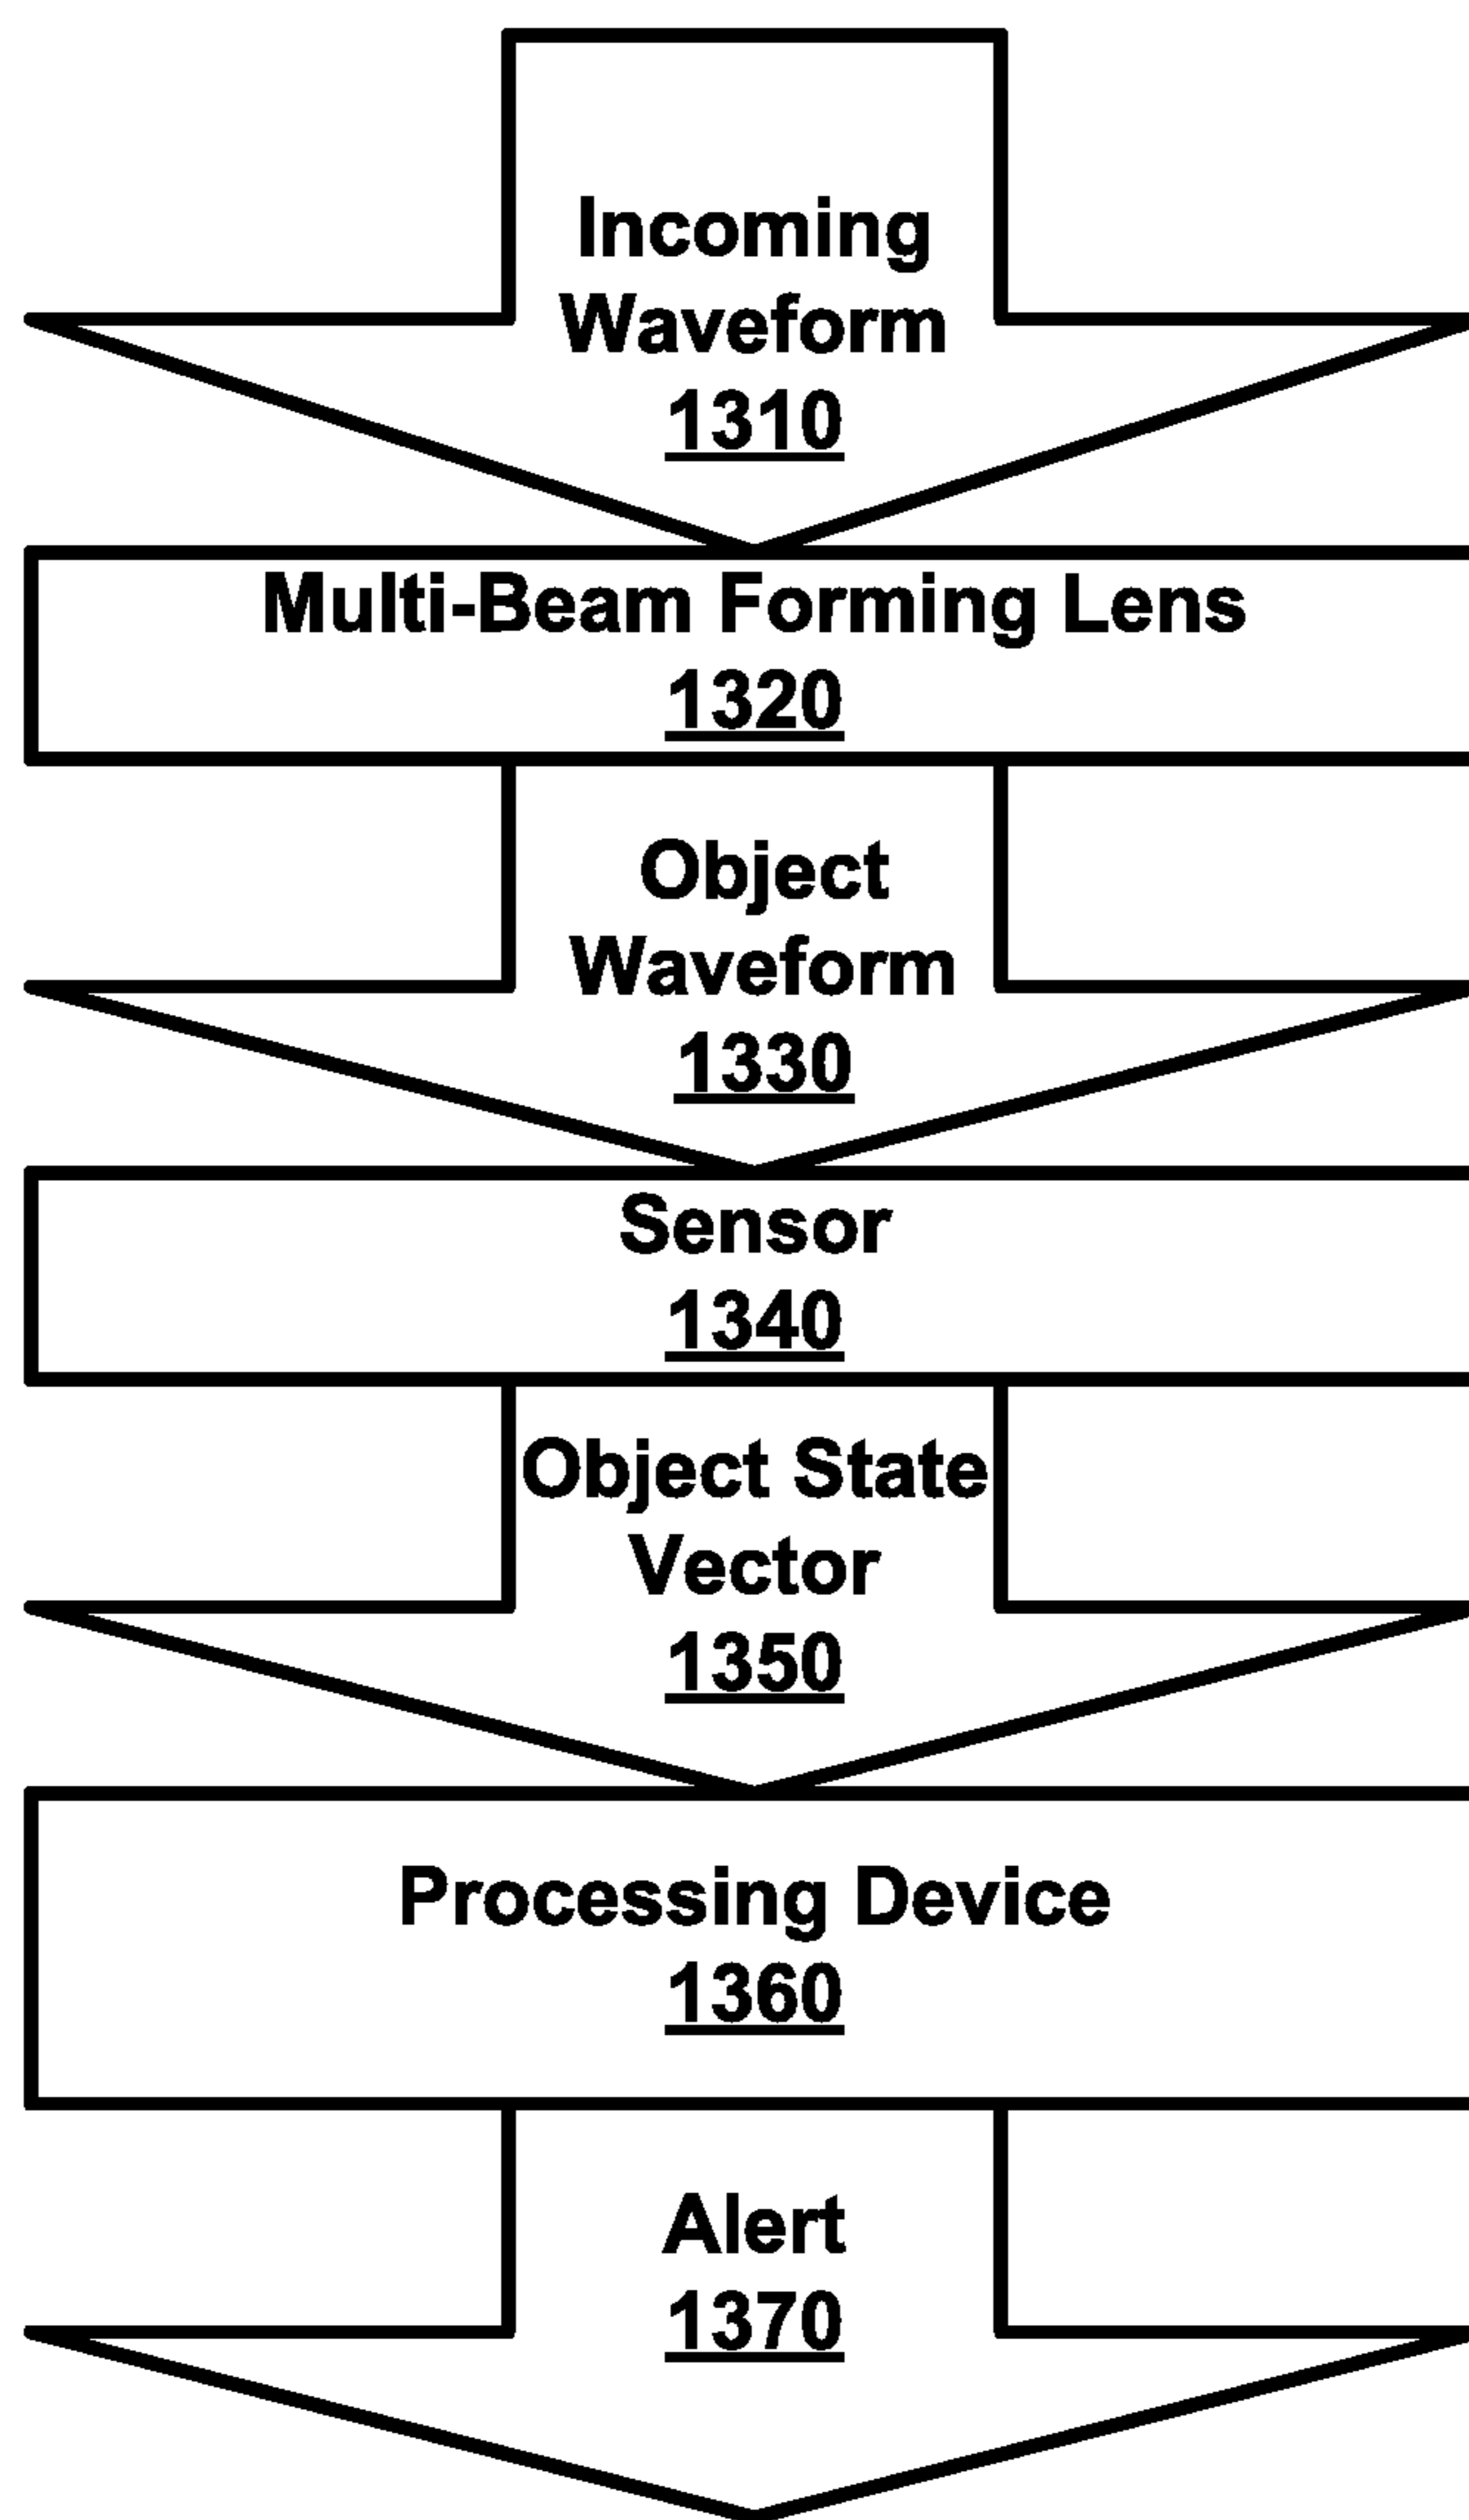 Incoming
Waveform
1310
Multi-Beam Forming Lens
1320
Object
Waveform
1330
Sensor
1340
Object State
Vector
1350
Processing Device
1360
Alert
1370